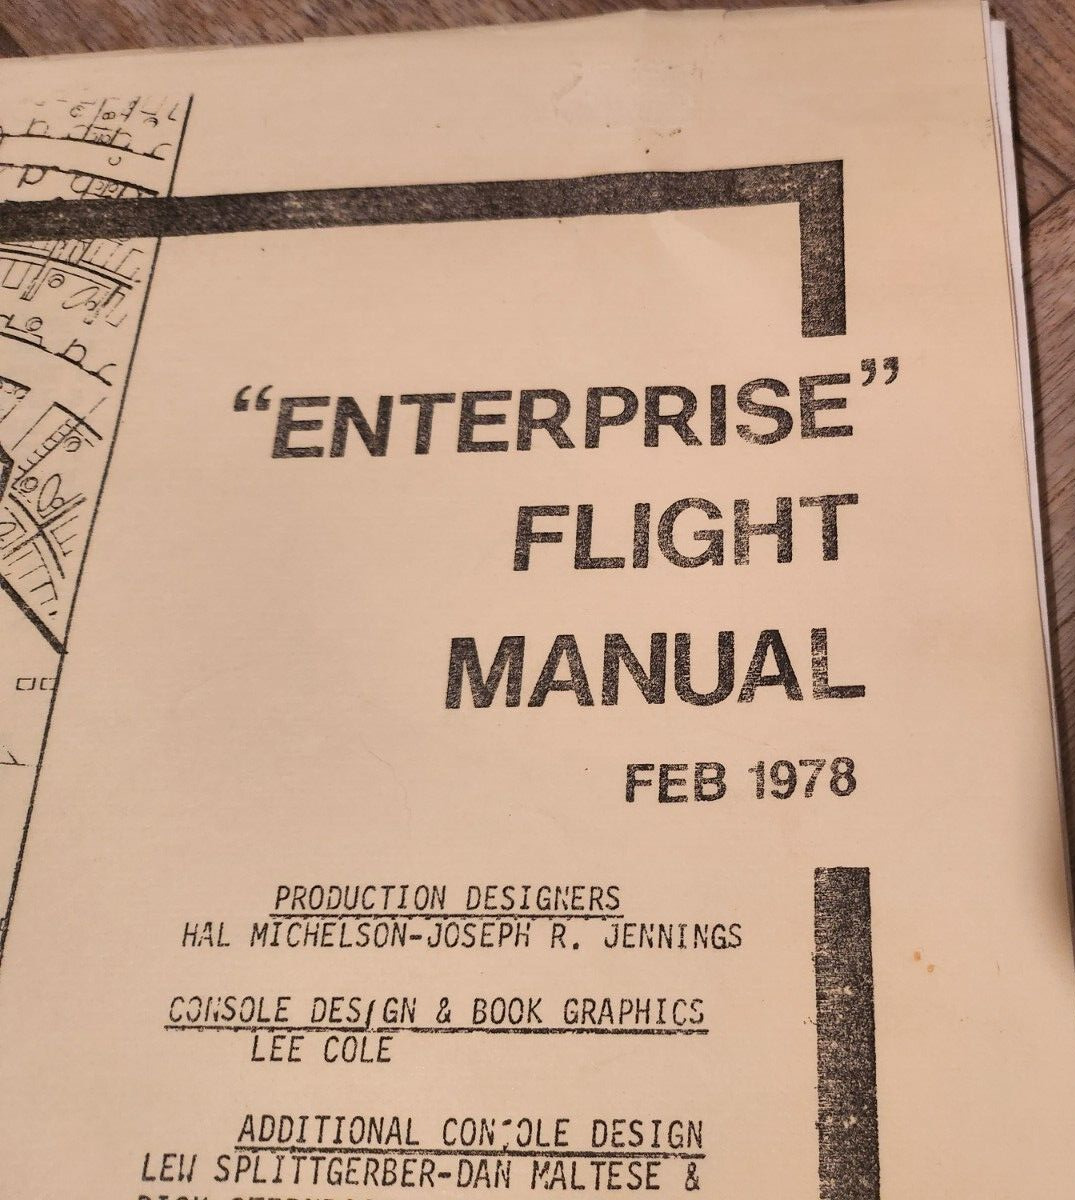 “ENTERPRISE”
FLIGHT
MANUAL
FEB 1978
PRODUCTION DESIGNERS
HAL MICHELSON-JOSEPH R. JENNINGS
CONSOLE DESIGN & BOOK GRAPHICS
LEE COLE
ADDITIONAL CONSOLE DESIGN
LEW SPLITTGERBER-DAN MALTESE &